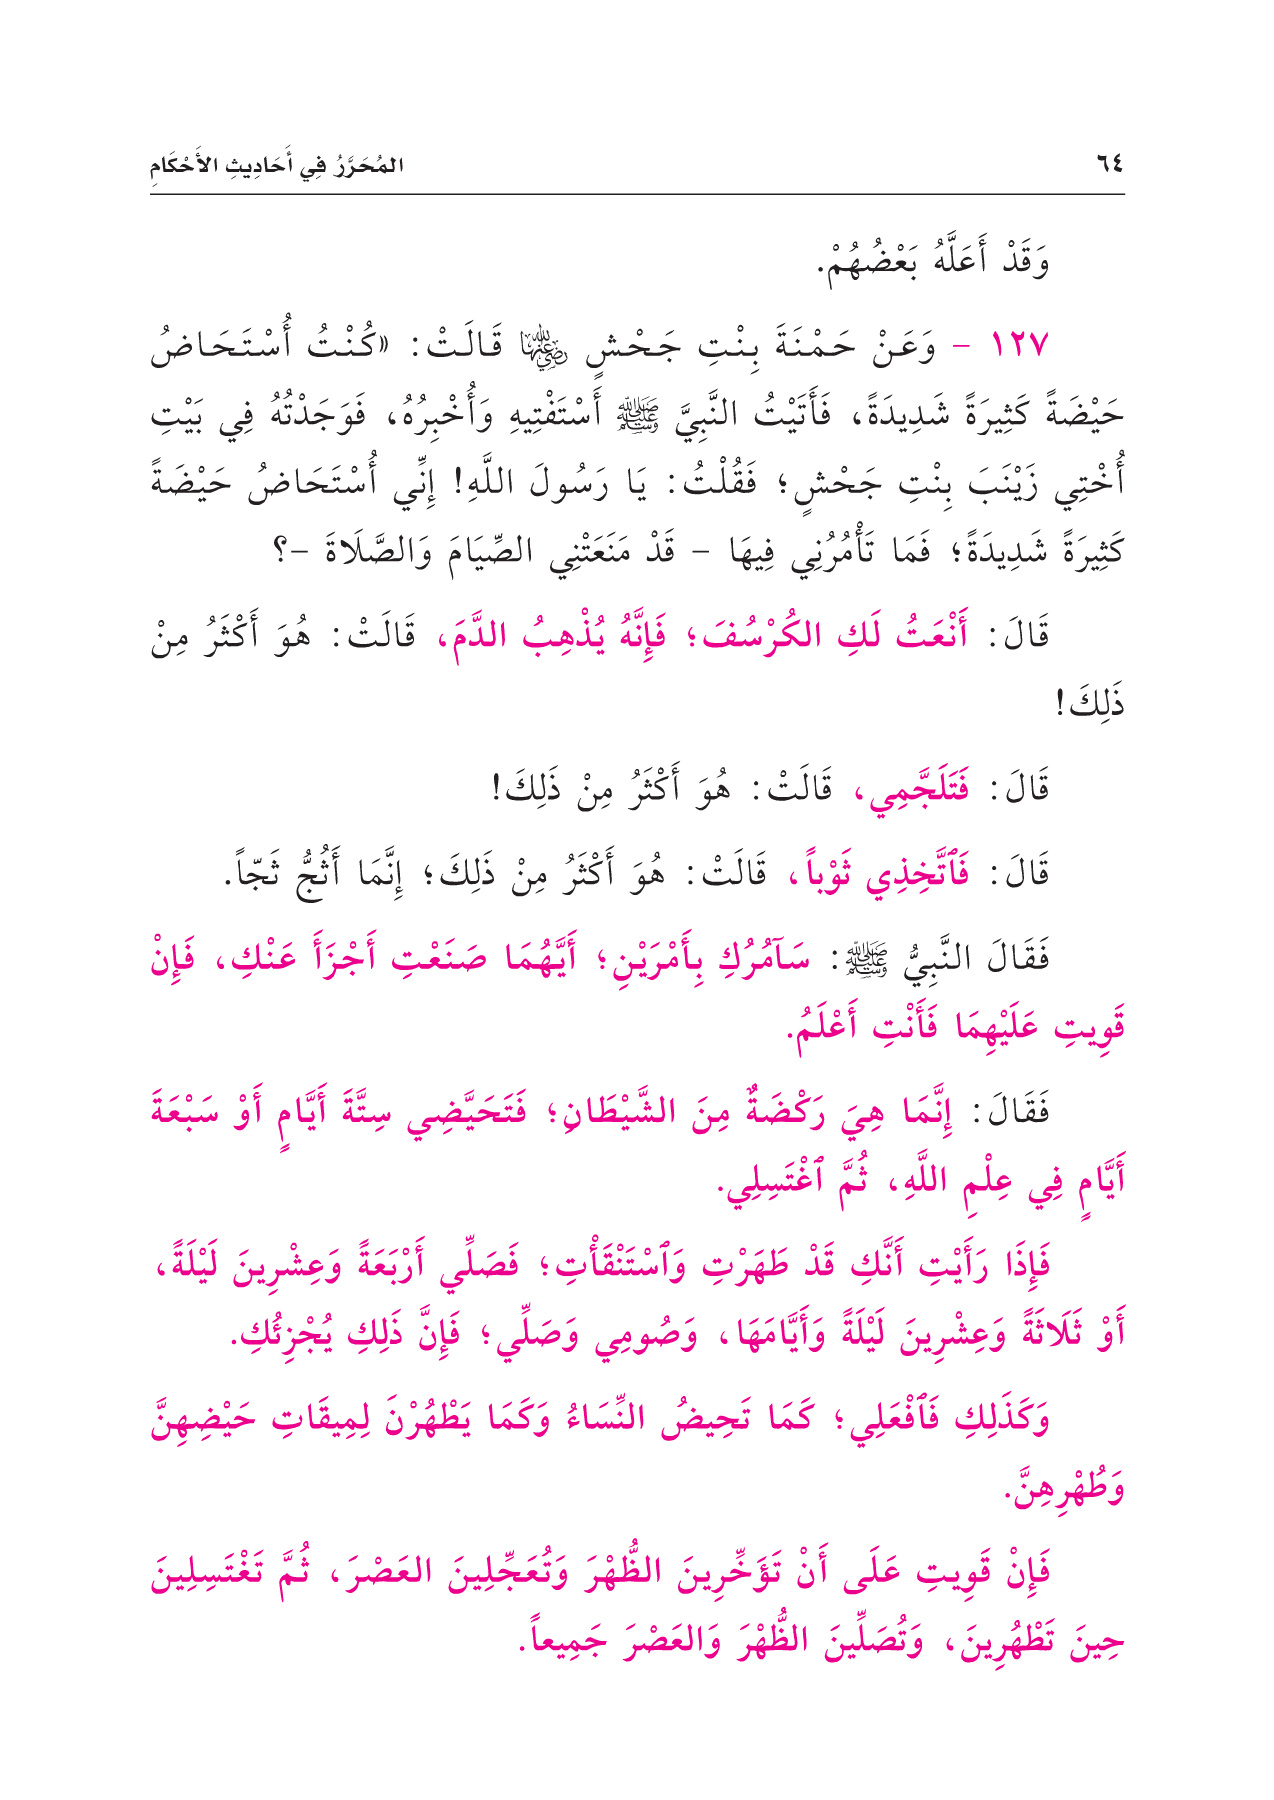 ٦٤ المُحَرَّرُ فِي أَحَادِيثِ الأَحْكَامِ
وَقَدْ أَعَلَّهُ بَعْضُهُمْ.
١٢٧ - وَعَنْ حَمْنَةَ بِنْتِ جَحْشٍ ﵂ قَالَتْ: «كُنْتُ أُسْتَحَاضُ
حَيْضَةً كَثِيرَةً شَدِيدَةً، فَأَتَيْتُ النَّبِيَّ ﷺ أَسْتَفْتِيهِ وَأُخْبِرُهُ، فَوَجَدْتُهُ فِي بَيْتِ
أُخْتِي زَيْنَبَ بِنْتِ جَحْشٍ؛ فَقُلْتُ: يَا رَسُولَ اللَّهِ! إِنِّي أُسْتَحَاضُ حَيْضَةً
كَثِيرَةً شَدِيدَةً؛ فَمَا تَأْمُرُنِي فِيهَا - قَدْ مَنَعَتْنِي الصِّيَامَ وَالصَّلَاةَ -؟
قَالَ: أَنْعَتُ لَكِ الكُرْسُفَ؛ فَإِنَّهُ يُذْهِبُ الدَّمَ، قَالَتْ: هُوَ أَكْثَرُ مِنْ
ذَلِكَ!
قَالَ: فَتَلَجَّمِي، قَالَتْ: هُوَ أَكْثَرُ مِنْ ذَلِكَ!
قَالَ: فَٱتَّخِذِي ثَوْباً، قَالَتْ: هُوَ أَكْثَرُ مِنْ ذَلِكَ؛ إِنَّمَا أَثُجُّ ثَجّاً.
فَقَالَ النَّبِيُّ ﷺ: سَآمُرُكِ بِأَمْرَيْنِ؛ أَيَّهُمَا صَنَعْتِ أَجْزَأَ عَنْكِ، فَإِنْ
قَوِيتِ عَلَيْهِمَا فَأَنْتِ أَعْلَمُ.
فَقَالَ: إِنَّمَا هِيَ رَكْضَةٌ مِنَ الشَّيْطَانِ؛ فَتَحَيَّضِي سِتَّةَ أَيَّامٍ أَوْ سَبْعَةَ
أَيَّامٍ فِي عِلْمِ اللَّهِ، ثُمَّ ٱغْتَسِلِي.
فَإِذَا رَأَيْتِ أَنَّكِ قَدْ طَهَرْتِ وَٱسْتَنْقَأْتِ؛ فَصَلِّي أَرْبَعَةً وَعِشْرِينَ لَيْلَةً،
أَوْ ثَلَاثَةً وَعِشْرِينَ لَيْلَةً وَأَيَّامَهَا، وَصُومِي وَصَلِّي؛ فَإِنَّ ذَلِكِ يُجْزِئُكِ.
وَكَذَلِكِ فَٱفْعَلِي؛ كَمَا تَحِيضُ النِّسَاءُ وَكَمَا يَطْهُرْنَ لِمِيقَاتِ حَيْضِهِنَّ
وَطُهْرِهِنَّ.
فَإِنْ قَوِيتِ عَلَى أَنْ تَؤَخِّرِينَ الظُّهْرَ وَتُعَجِّلِينَ العَصْرَ، ثُمَّ تَغْتَسِلِينَ
حِينَ تَطْهُرِينَ، وَتُصَلِّينَ الظُّهْرَ وَالعَصْرَ جَمِيعاً.